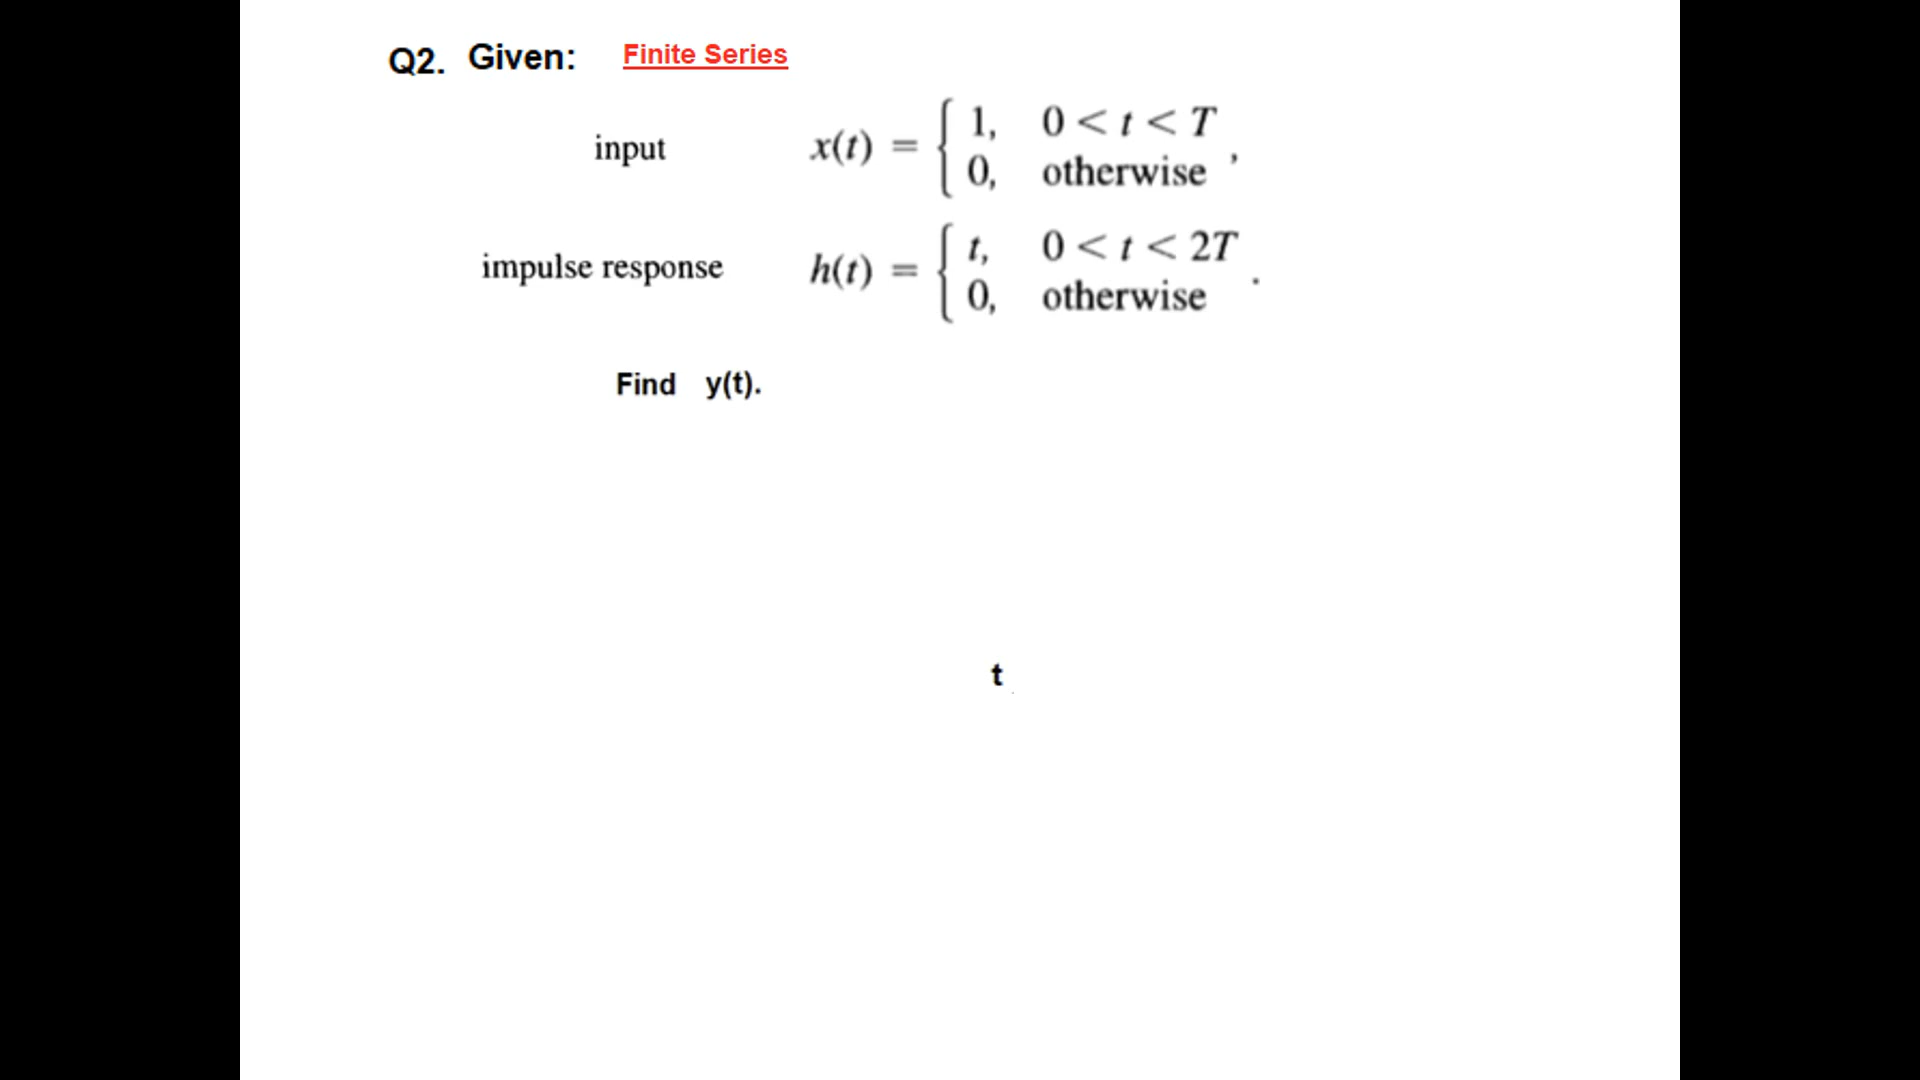 Q2. Given: Finite Series
input x(t) = { 1, 0 < t < T
0, otherwise ,
impulse response h(t) = { t, 0 < t < 2T
0, otherwise .
Find y(t).
t